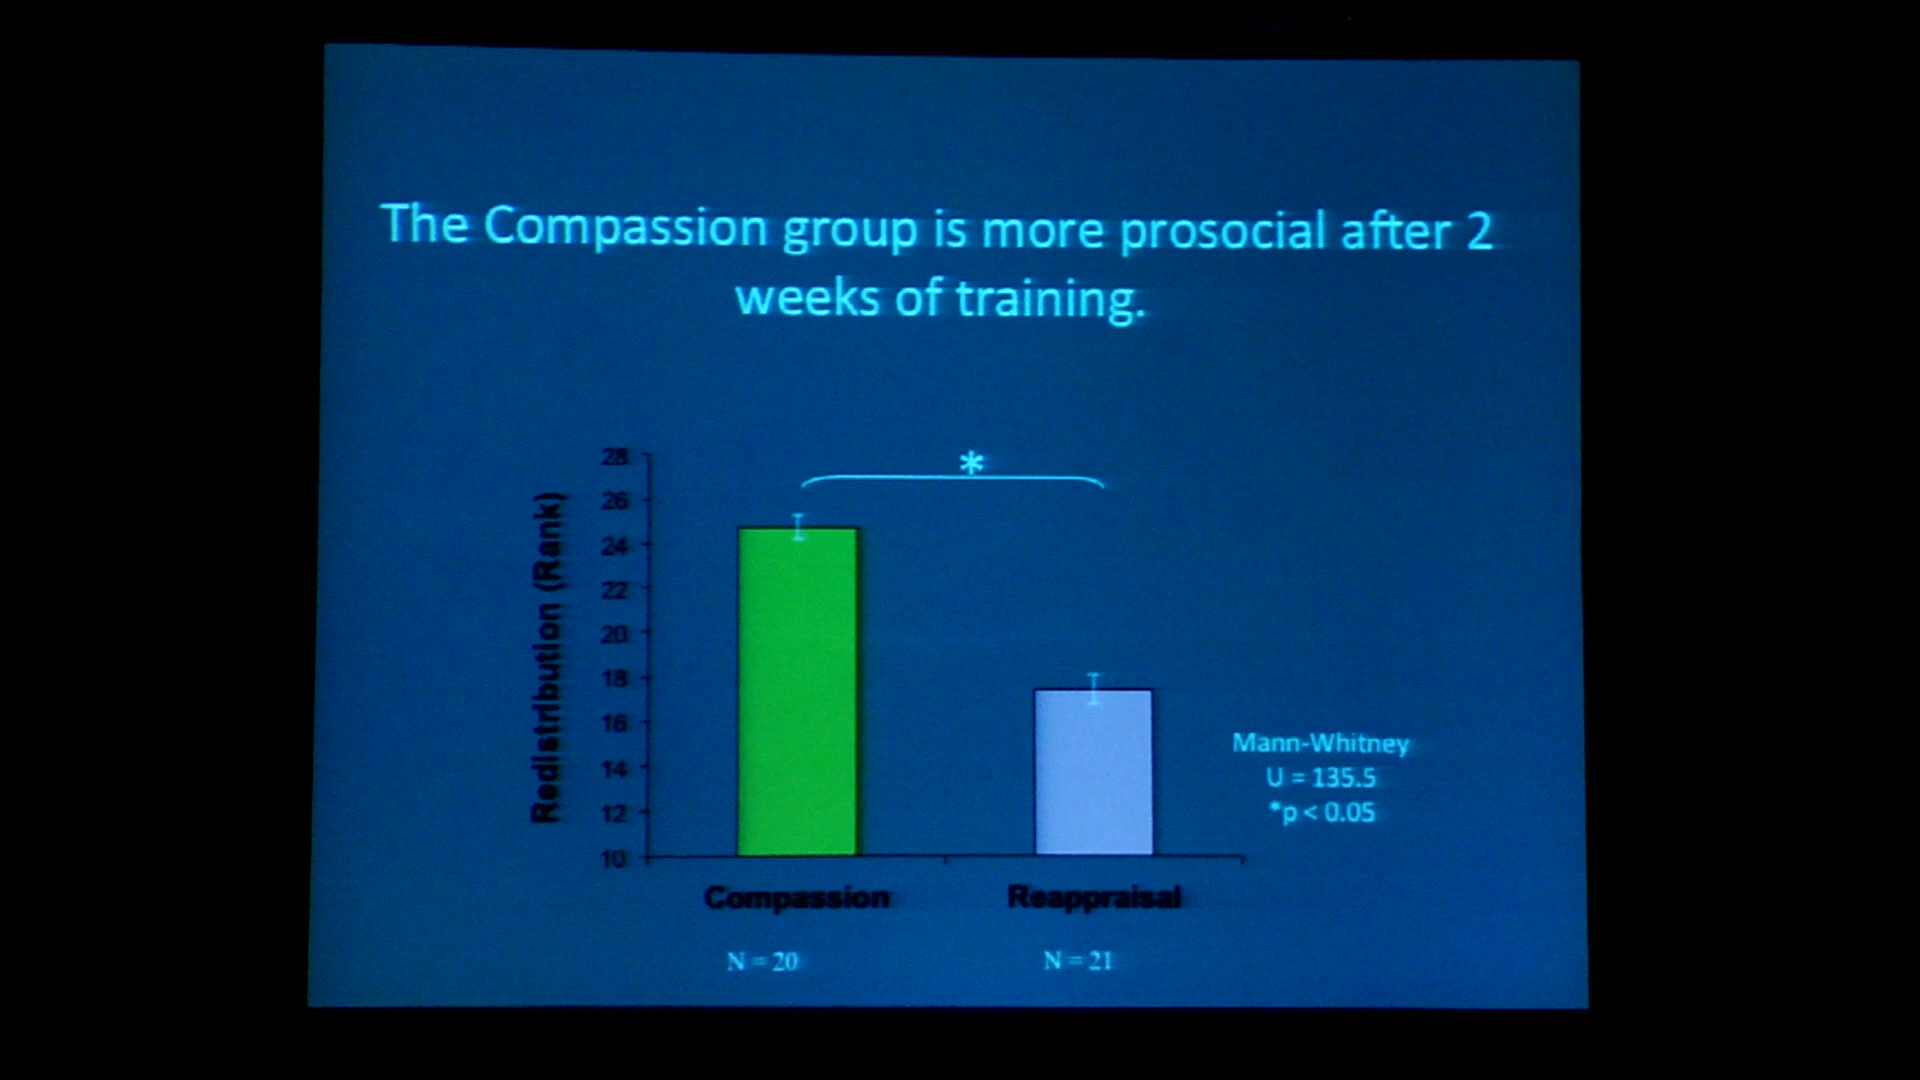 The Compassion group is more prosocial after 2
weeks of training.
*
28
26
24
22
20
18
16
14
12
10
Redistribution (Rank)
Compassion
Reappraisal
N = 20
N = 21
Mann-Whitney
U = 135.5
*p < 0.05